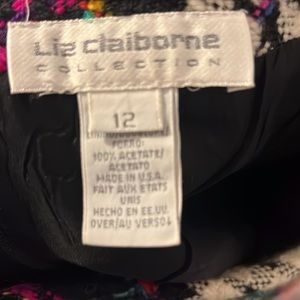 liz claiborne
COLLECTION
12
FORRO:
100% ACETATE/
ACETATO
MADE IN U.S.A.
FAIT AUX ETATS
UNIS
HECHO EN EE.UU.
OVER/AU VERSO↓